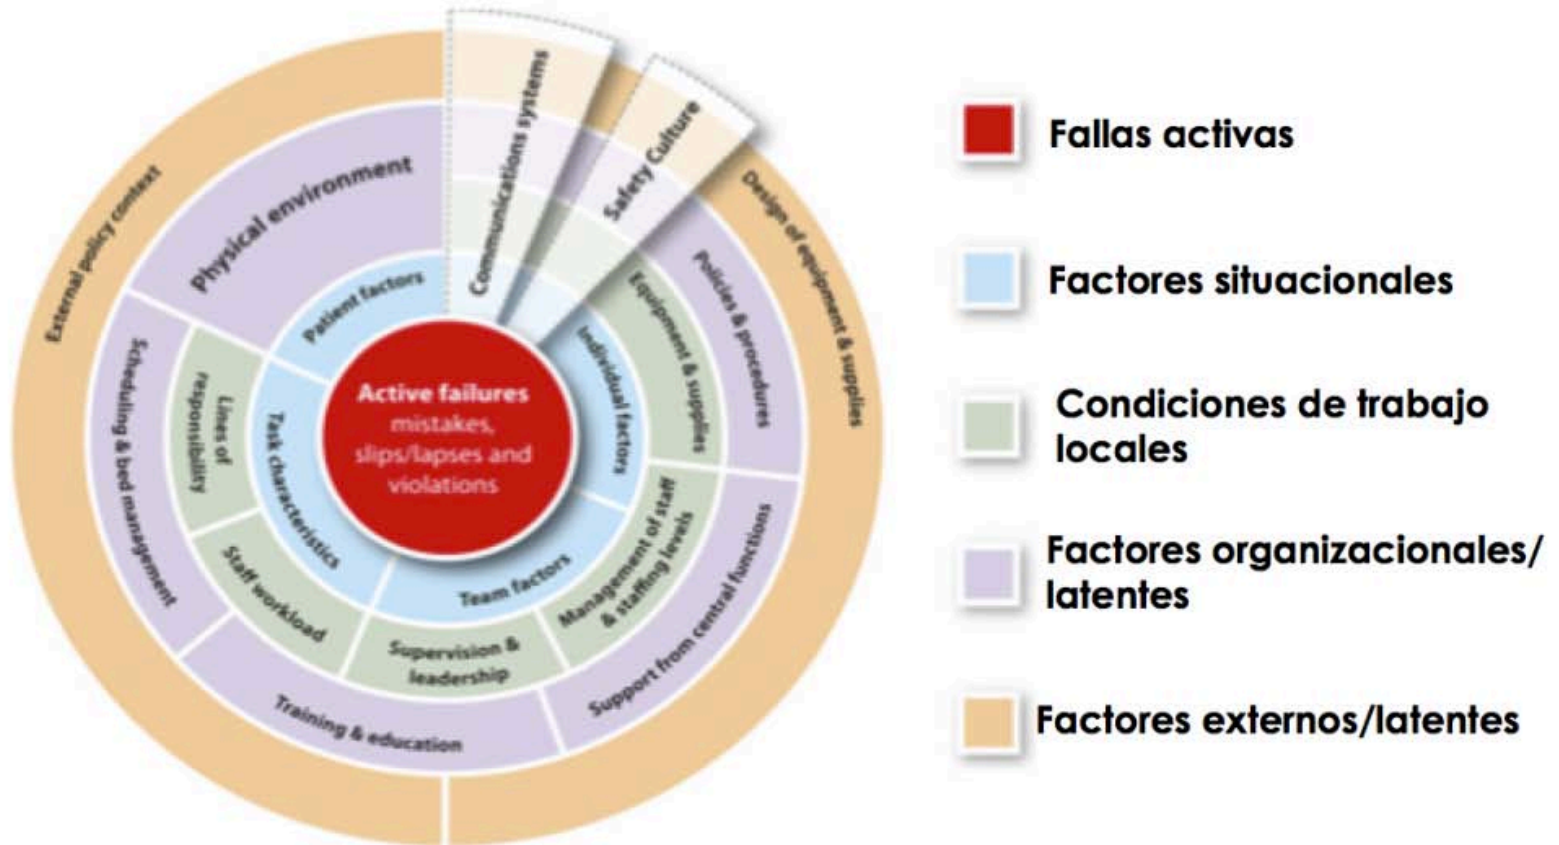 Communications systems
Safety Culture
Design of equipment & supplies
External policy context
Physical environment
Policies & procedures
Equipment & supplies
Patient factors
Individual factors
Scheduling & bed management
Lines of
responsibility
Task characteristics
Active failures
mistakes,
slips/lapses and
violations
Staff workload
Team factors
Management of staff
& staffing levels
Supervision &
leadership
Support from central functions
Training & education
Fallas activas
Factores situacionales
Condiciones de trabajo
locales
Factores organizacionales/
latentes
Factores externos/latentes